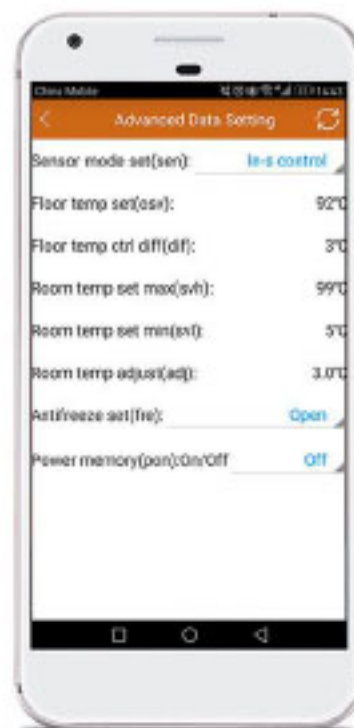 China Mobile
Advanced Data Setting
Sensor mode set(sen): In-s control
Floor temp set(osv): 92°C
Floor temp ctrl diff(dif): 3°C
Room temp set max(svh): 99°C
Room temp set min(svl): 5°C
Room temp adjust(adj): 3.0°C
Antifreeze set(fre): Open
Power memory(pon):On/Off Off